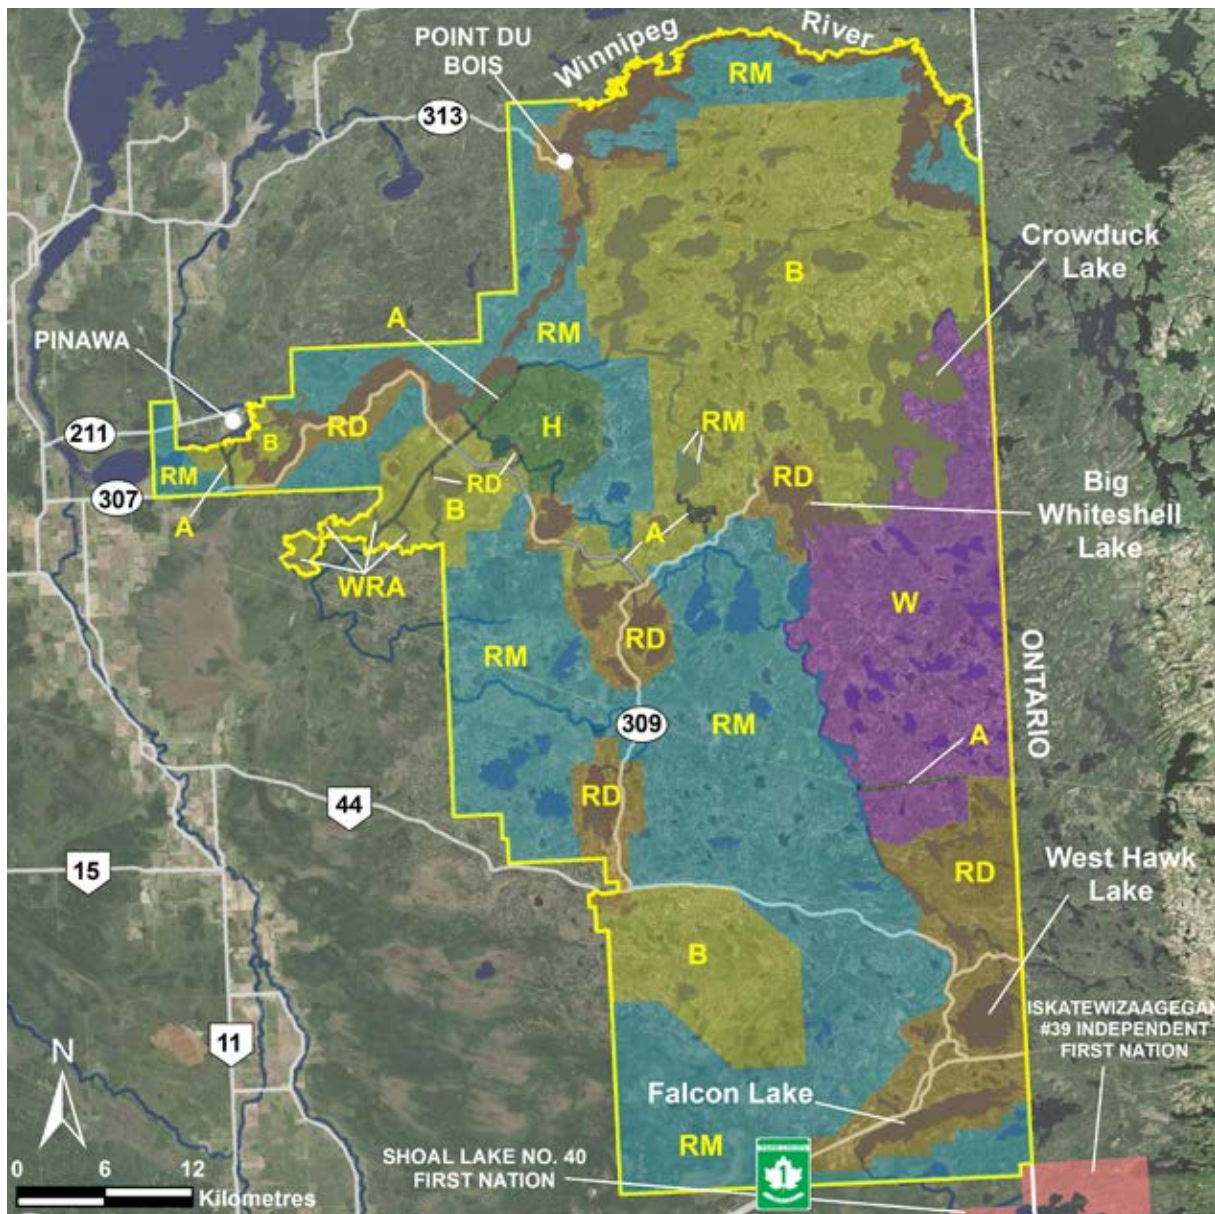 POINT DU
BOIS
Winnipeg River
RM
313
B
Crowduck
Lake
A
RM
PINAWA
H
RD
RM
211
B
RD
Big
Whiteshell
Lake
RM
RD
307
B
A
A
WRA
W
RD
RM
ONTARIO
309
RM
A
RD
44
West Hawk
Lake
15
RD
B
ISKATEWIZAAGEGAN
#39 INDEPENDENT
FIRST NATION
11
N
Falcon Lake
SHOAL LAKE NO. 40
FIRST NATION
RM
1
0 6 12
Kilometres